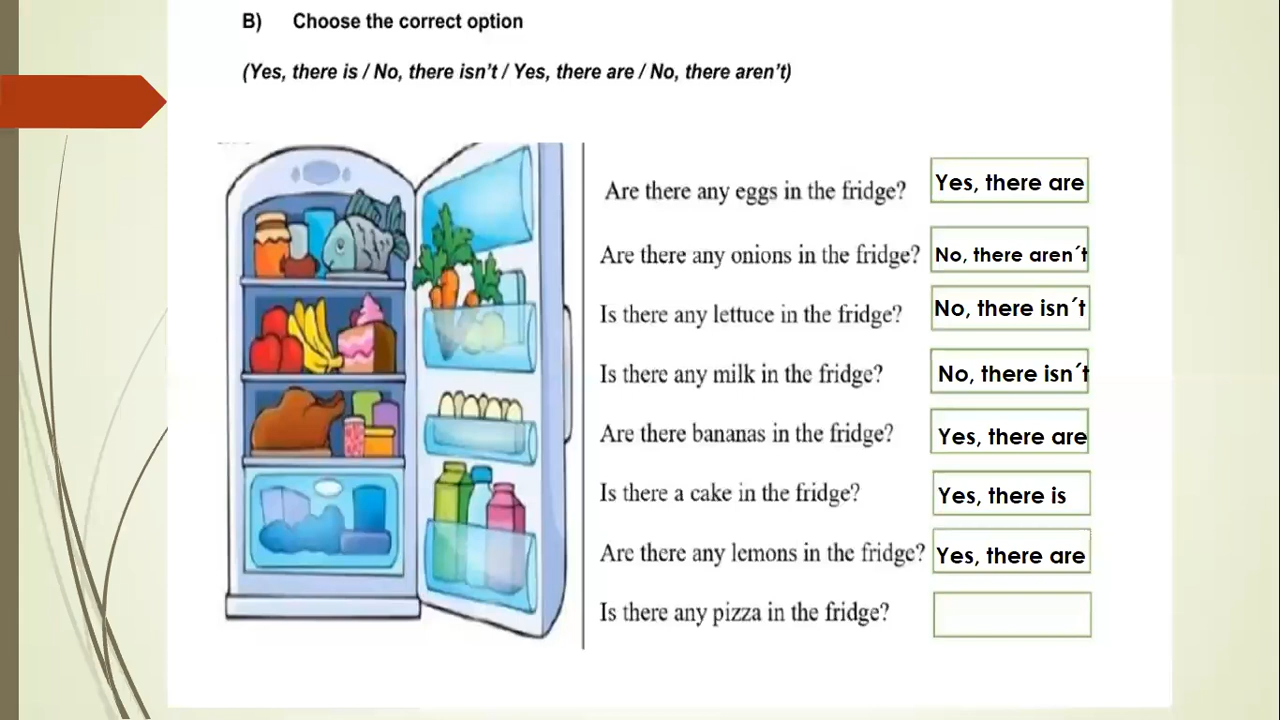 B) Choose the correct option
(Yes, there is / No, there isn't / Yes, there are / No, there aren't)
Are there any eggs in the fridge? Yes, there are
Are there any onions in the fridge? No, there aren´t
Is there any lettuce in the fridge? No, there isn´t
Is there any milk in the fridge? No, there isn´t
Are there bananas in the fridge? Yes, there are
Is there a cake in the fridge? Yes, there is
Are there any lemons in the fridge? Yes, there are
Is there any pizza in the fridge?